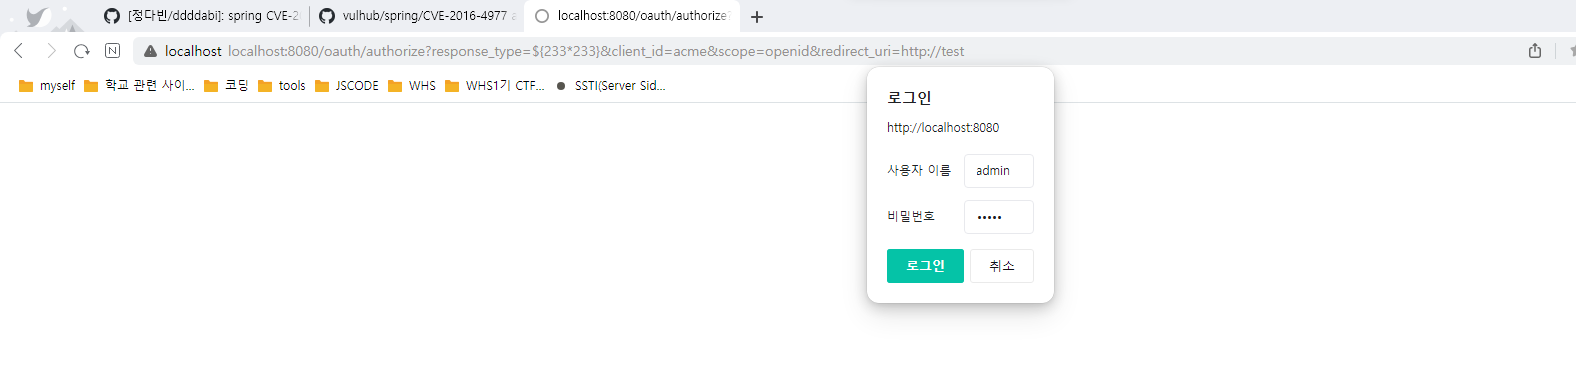 [정다빈/ddddabi]: spring CVE-2
vulhub/spring/CVE-2016-4977
localhost:8080/oauth/authorize?
localhost localhost:8080/oauth/authorize?response_type=${233*233}&client_id=acme&scope=openid&redirect_uri=http://test
myself 학교 관련 사이... 코딩 tools JSCODE WHS WHS1기 CTF... SSTI(Server Sid...
로그인
http://localhost:8080
사용자 이름 admin
비밀번호 •••••
로그인 취소